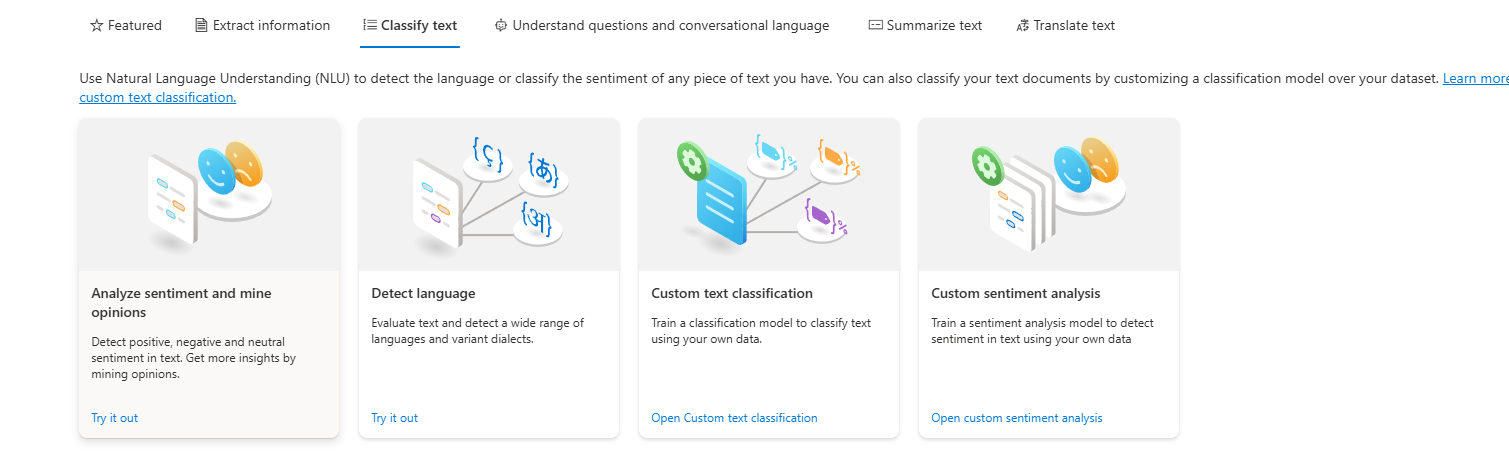 Featured
Extract information
Classify text
Understand questions and conversational language
Summarize text
Translate text
Use Natural Language Understanding (NLU) to detect the language or classify the sentiment of any piece of text you have. You can also classify your text documents by customizing a classification model over your dataset. Learn more
custom text classification.
{ç}
{あ}
{अ}
%
%
%
Analyze sentiment and mine
opinions
Detect positive, negative and neutral
sentiment in text. Get more insights by
mining opinions.
Try it out
Detect language
Evaluate text and detect a wide range of
languages and variant dialects.
Try it out
Custom text classification
Train a classification model to classify text
using your own data.
Open Custom text classification
Custom sentiment analysis
Train a sentiment analysis model to detect
sentiment in text using your own data
Open custom sentiment analysis